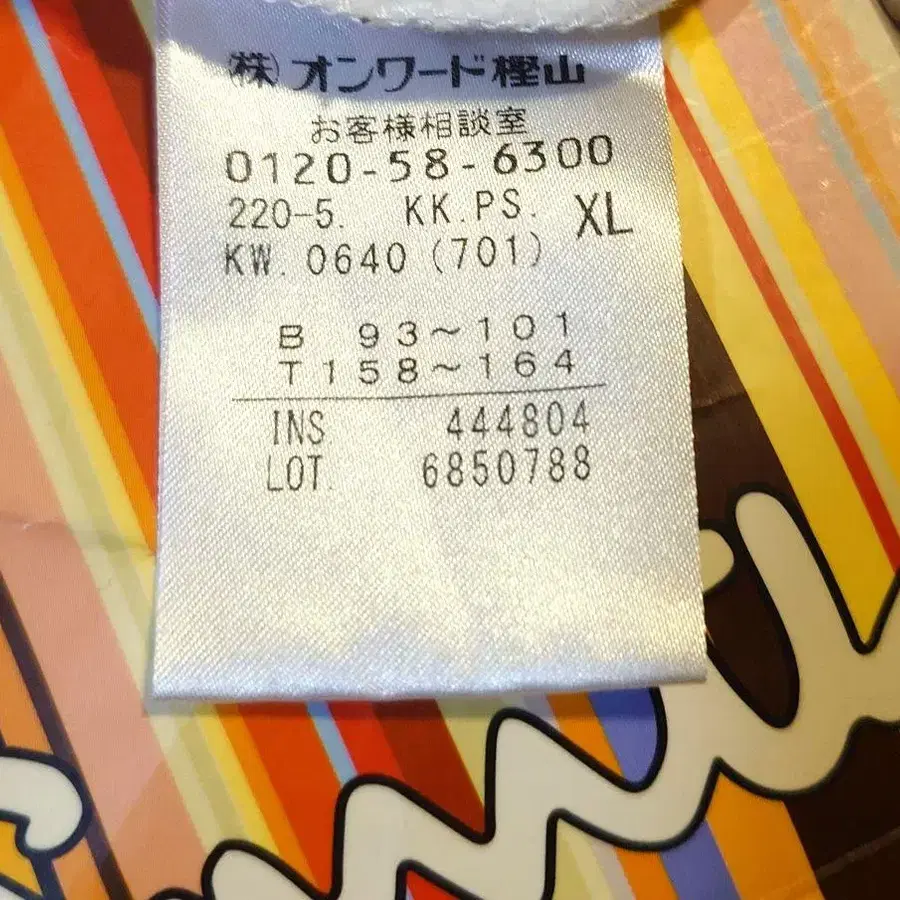 (株)オンワード樫山
お客様相談室
0120-58-6300
220-5. KK.PS. XL
KW. 0640 (701)
B 93~101
T158~164
INS 444804
LOT. 6850788